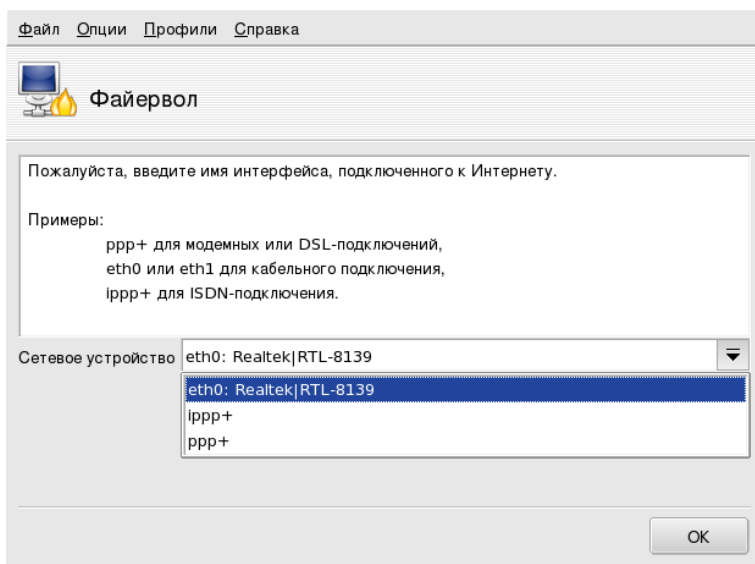 Файл Опции Профили Справка
Файервол
Пожалуйста, введите имя интерфейса, подключенного к Интернету.
Примеры:
ppp+ для модемных или DSL-подключений,
eth0 или eth1 для кабельного подключения,
ippp+ для ISDN-подключения.
Сетевое устройство eth0: Realtek|RTL-8139
eth0: Realtek|RTL-8139
ippp+
ppp+
OK